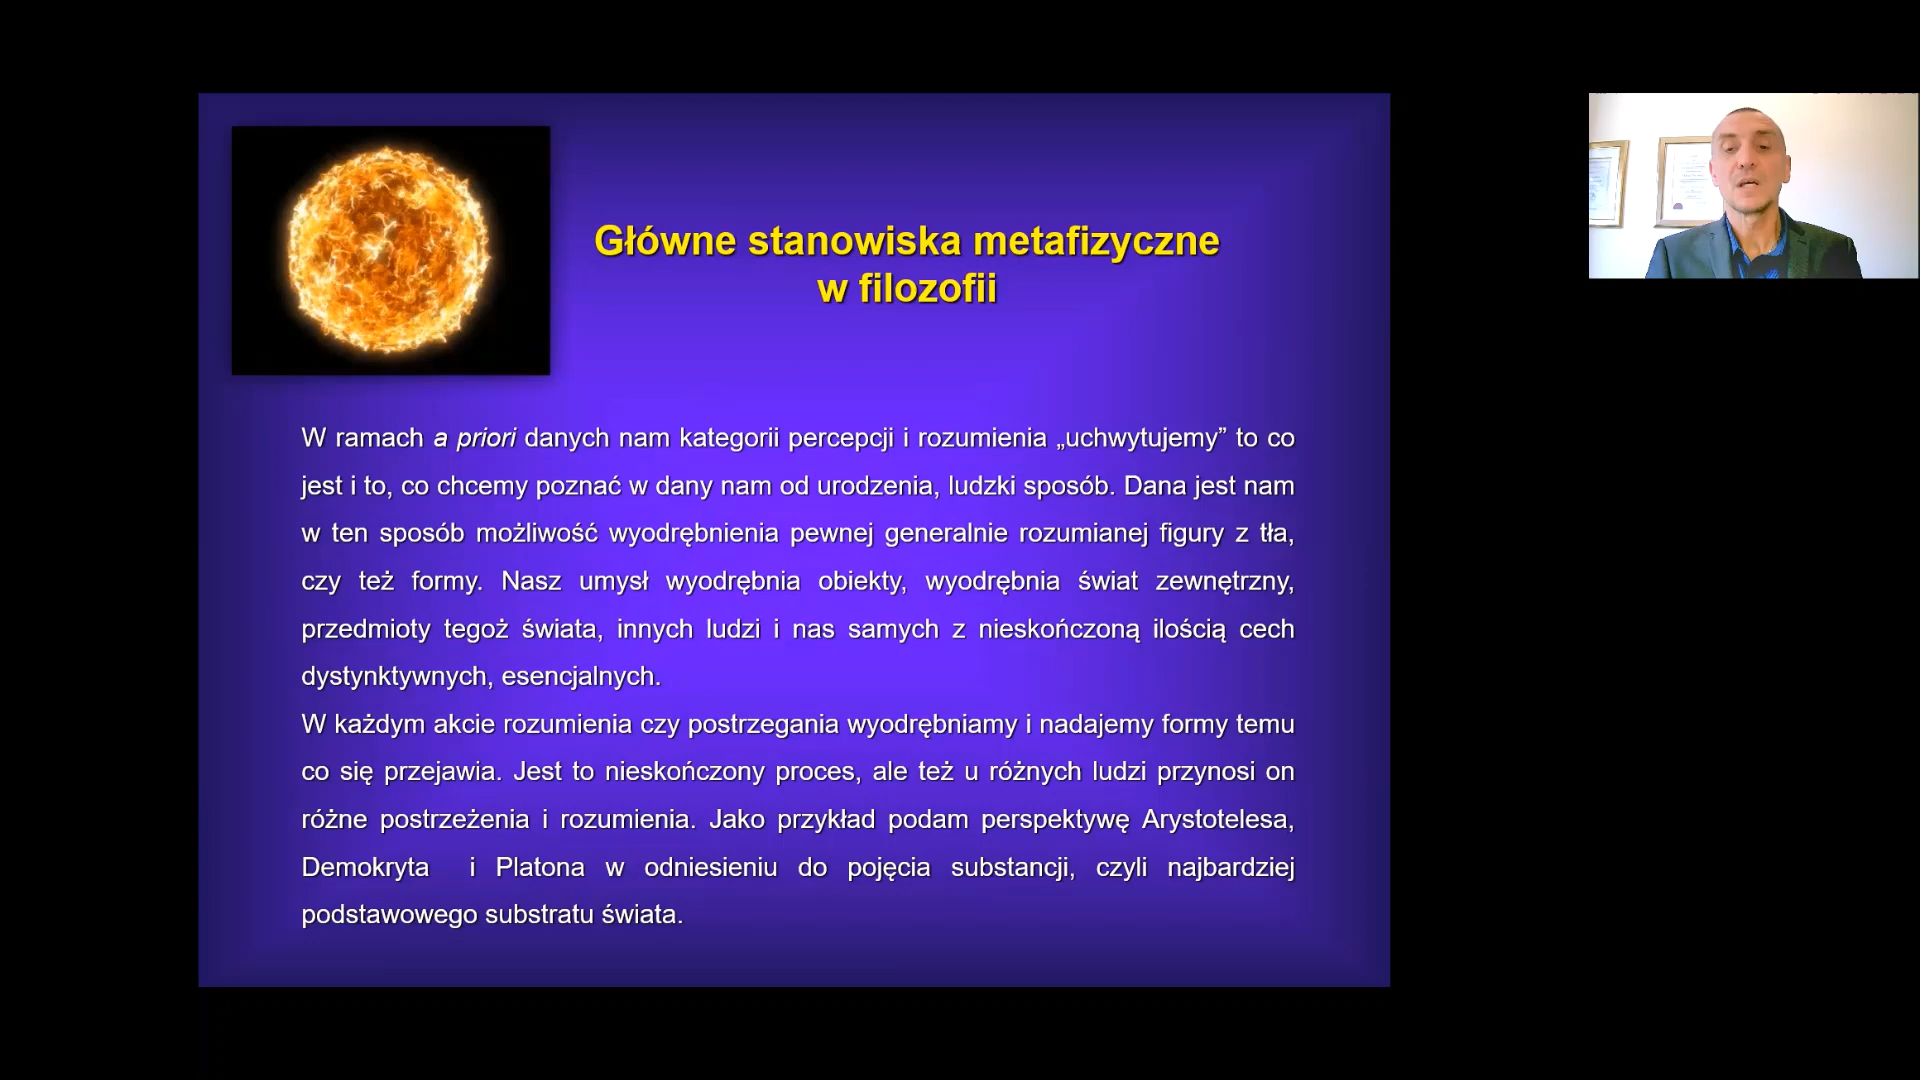 Główne stanowiska metafizyczne
w filozofii
W ramach a priori danych nam kategorii percepcji i rozumienia „uchwytujemy” to co
jest i to, co chcemy poznać w dany nam od urodzenia, ludzki sposób. Dana jest nam
w ten sposób możliwość wyodrębnienia pewnej generalnie rozumianej figury z tła,
czy też formy. Nasz umysł wyodrębnia obiekty, wyodrębnia świat zewnętrzny,
przedmioty tegoż świata, innych ludzi i nas samych z nieskończoną ilością cech
dystynktywnych, esencjalnych.
W każdym akcie rozumienia czy postrzegania wyodrębniamy i nadajemy formy temu
co się przejawia. Jest to nieskończony proces, ale też u różnych ludzi przynosi on
różne postrzeżenia i rozumienia. Jako przykład podam perspektywę Arystotelesa,
Demokryta i Platona w odniesieniu do pojęcia substancji, czyli najbardziej
podstawowego substratu świata.